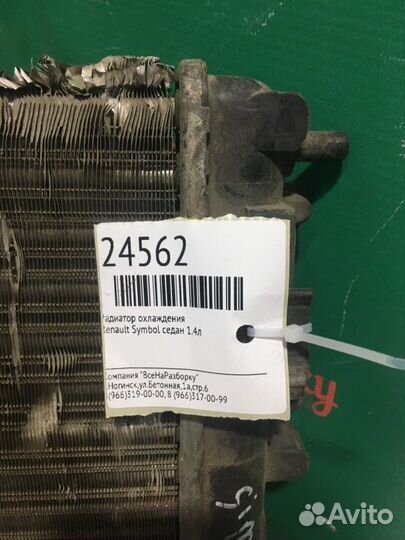 24562
Радиатор охлаждения
Renault Symbol седан 1.4л
Компания "ВсеНаРазборку"
г.Ногинск,ул.Бетонная,1а,стр.6
(966)319-00-00, 8 (966)317-00-99
Avito